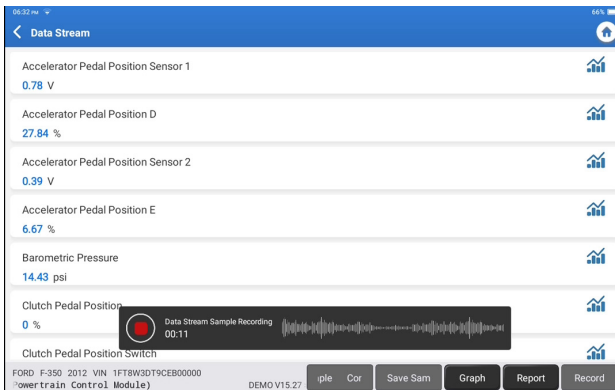 06:32 PM
66%
Data Stream
Accelerator Pedal Position Sensor 1
0.78 V
Accelerator Pedal Position D
27.84 %
Accelerator Pedal Position Sensor 2
0.39 V
Accelerator Pedal Position E
6.67 %
Barometric Pressure
14.43 psi
Clutch Pedal Position
0 %
Data Stream Sample Recording
00:11
Clutch Pedal Position Switch
FORD F-350 2012 VIN 1FT8W3DT9CEB00000
Powertrain Control Module)
DEMO V15.27
ple Cor
Save Sam
Graph
Report
Record